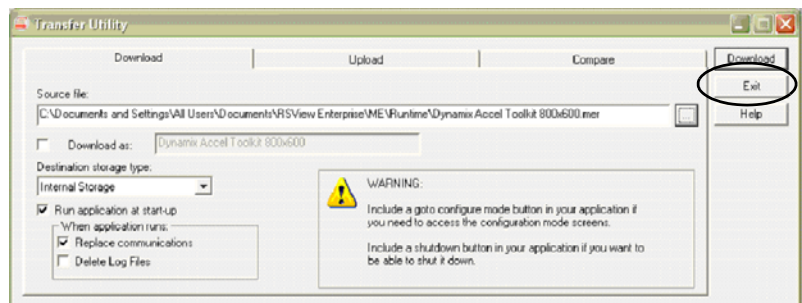 Transfer Utility
Download
Upload
Compare
Download
Exit
Help
Source file:
C:\Documents and Settings\All Users\Documents\RSView Enterprise\ME\Runtime\Dynamix Accel Toolkit 800x600.mer
...
Download as:
Dynamix Accel Toolkit 800x600
Destination storage type:
Internal Storage
Run application at start-up
When application runs:
Replace communications
Delete Log Files
WARNING:
Include a goto configure mode button in your application if
you need to access the configuration mode screens.
Include a shutdown button in your application if you want to
be able to shut it down.